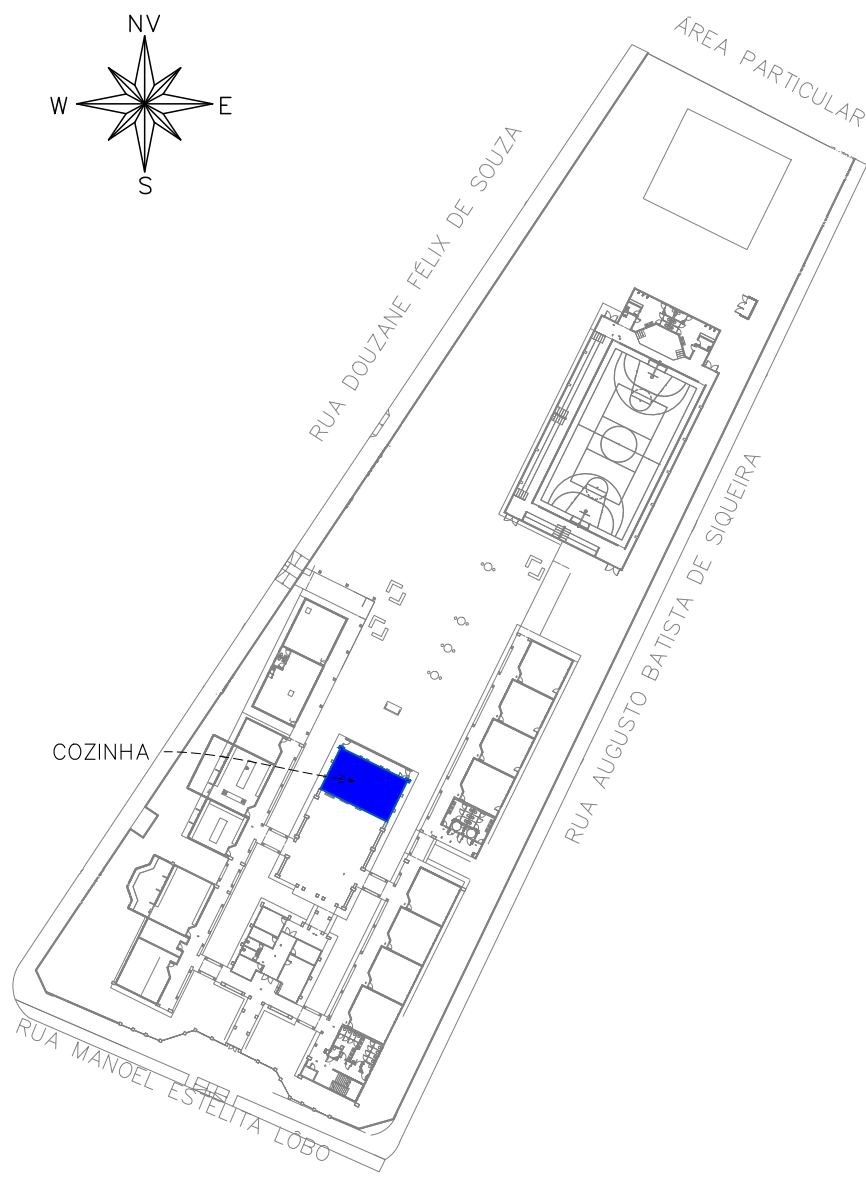 NV
W E
S
ÁREA PARTICULAR
RUA DOUZANE FÉLIX DE SOUZA
RUA AUGUSTO BATISTA DE SIQUEIRA
COZINHA
RUA MANOEL ESTELITA LÔBO